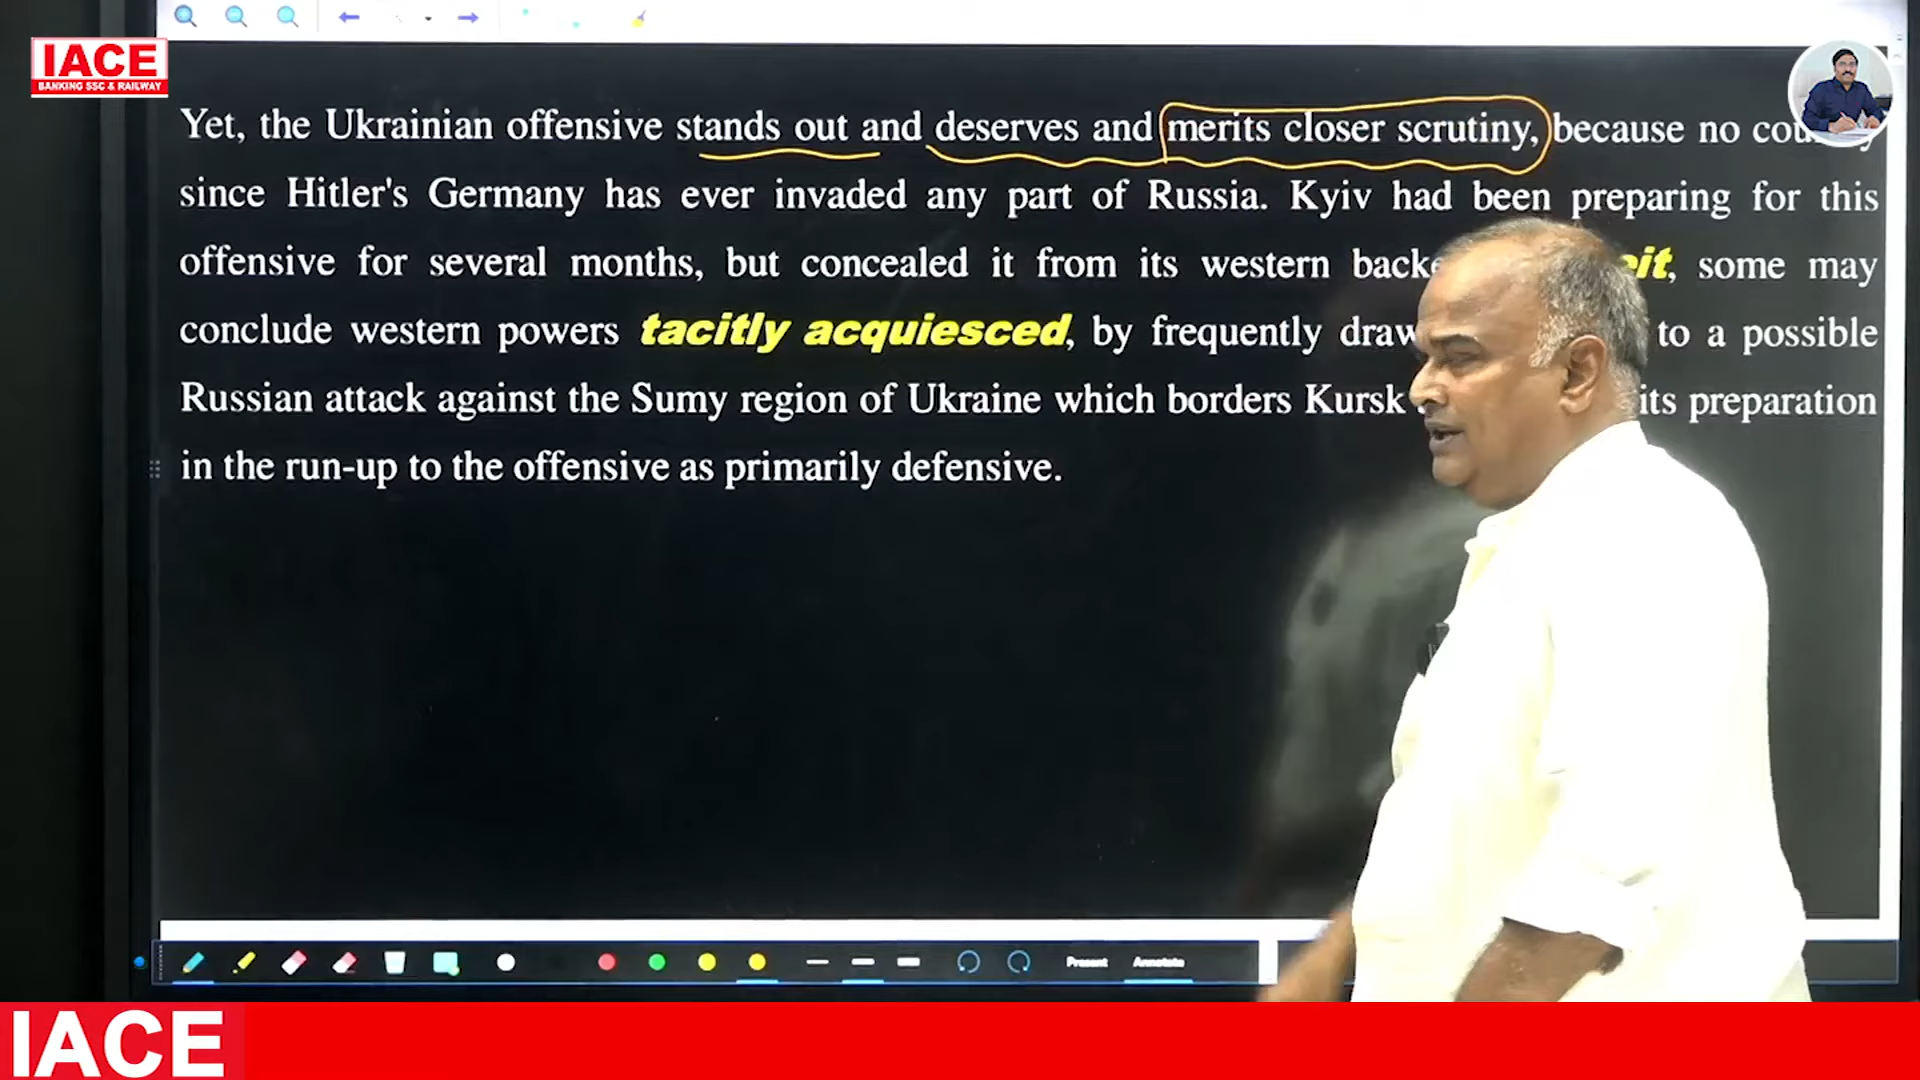 IACE
BANKING SSC & RAILWAY
Yet, the Ukrainian offensive stands out and deserves and merits closer scrutiny, because no
since Hitler's Germany has ever invaded any part of Russia. Kyiv had been preparing for this
offensive for several months, but concealed it from its western some may
conclude western powers tacitly acquiesced, by frequently to a possible
Russian attack against the Sumy region of Ukraine which borders Kursk its preparation
in the run-up to the offensive as primarily defensive.
Present Annotate
IACE